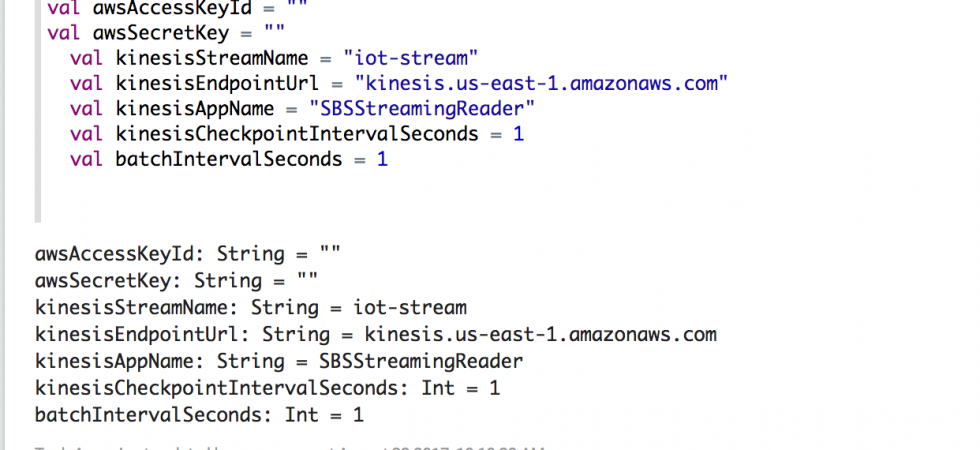 val awsAccessKeyId = ""
val awsSecretKey = ""
val kinesisStreamName = "iot-stream"
val kinesisEndpointUrl = "kinesis.us-east-1.amazonaws.com"
val kinesisAppName = "SBSStreamingReader"
val kinesisCheckpointIntervalSeconds = 1
val batchIntervalSeconds = 1
awsAccessKeyId: String = ""
awsSecretKey: String = ""
kinesisStreamName: String = iot-stream
kinesisEndpointUrl: String = kinesis.us-east-1.amazonaws.com
kinesisAppName: String = SBSStreamingReader
kinesisCheckpointIntervalSeconds: Int = 1
batchIntervalSeconds: Int = 1